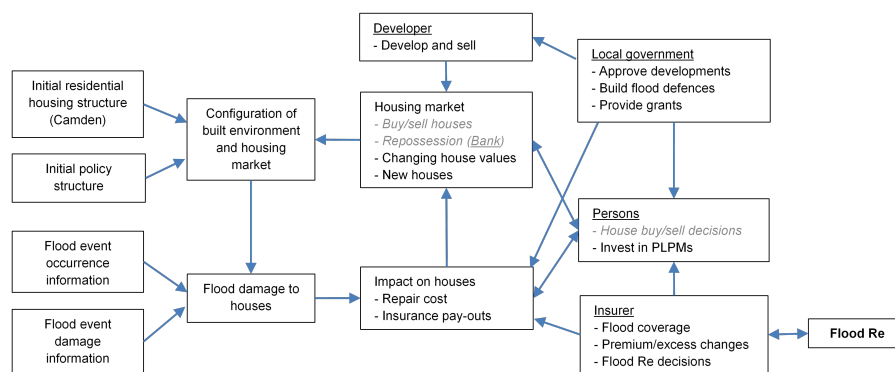 Developer
- Develop and sell
Local government
- Approve developments
- Build flood defences
- Provide grants
Initial residential
housing structure
(Camden)
Configuration of
built environment
and housing
market
Housing market
- Buy/sell houses
- Repossession (Bank)
- Changing house values
- New houses
Initial policy
structure
Persons
- House buy/sell decisions
- Invest in PLPMs
Flood event
occurrence
information
Flood damage to
houses
Impact on houses
- Repair cost
- Insurance pay-outs
Flood event
damage
information
Insurer
- Flood coverage
- Premium/excess changes
- Flood Re decisions
Flood Re